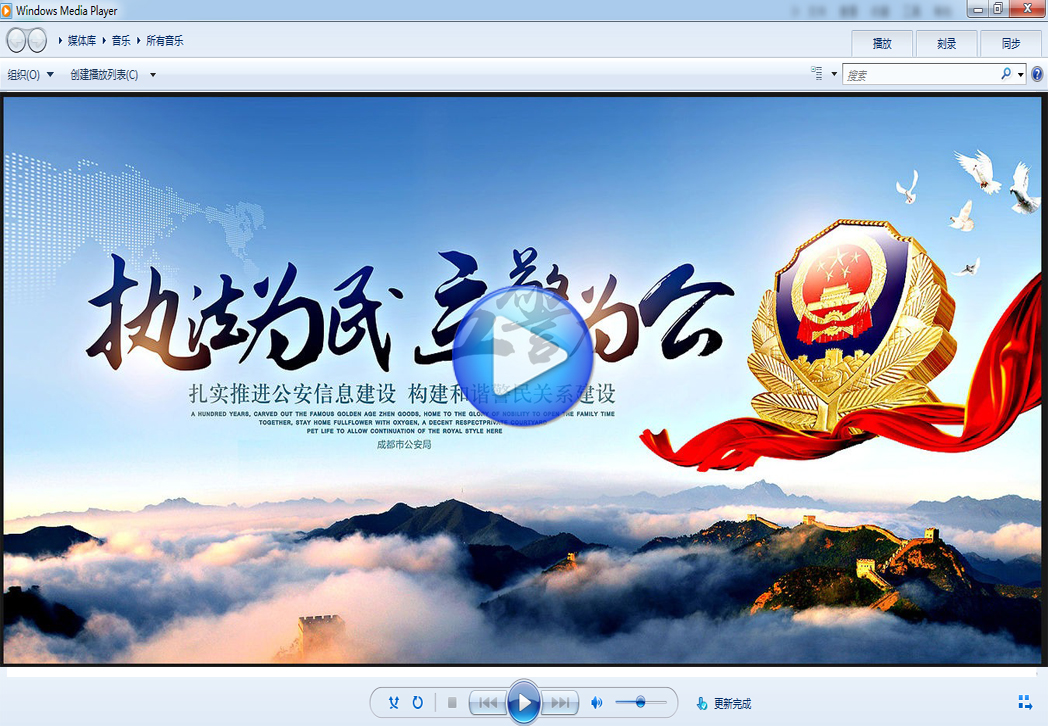 Windows Media Player
媒体库 音乐 所有音乐
播放 刻录 同步
组织(O) 创建播放列表(C)
搜索
执法为民 立警为公
扎实推进公安信息建设 构建和谐警民关系建设
A HUNDRED YEARS, CARVED OUT THE FAMOUS GOLDEN AGE ZHEN GOODS, HOME TO THE GLORY OF NOBILITY TO OPEN THE FAMILY TIME
TOGETHER, STAY HOME FULLFLOWER WITH OXYGEN, A DECENT RESPECTPRIVATE COURTYARD
PET LIFE TO ALLOW CONTINUATION OF THE ROYAL STYLE HERE
成都市公安局
更新完成